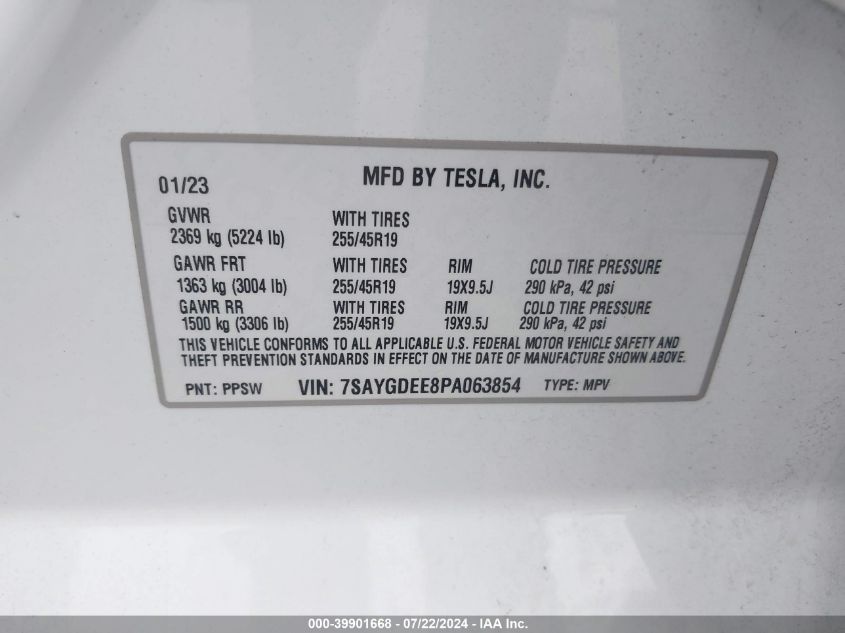 01/23 MFD BY TESLA, INC.
GVWR WITH TIRES
2369 kg (5224 lb) 255/45R19
GAWR FRT WITH TIRES RIM COLD TIRE PRESSURE
1363 kg (3004 lb) 255/45R19 19X9.5J 290 kPa, 42 psi
GAWR RR WITH TIRES RIM COLD TIRE PRESSURE
1500 kg (3306 lb) 255/45R19 19X9.5J 290 kPa, 42 psi
THIS VEHICLE CONFORMS TO ALL APPLICABLE U.S. FEDERAL MOTOR VEHICLE SAFETY AND
THEFT PREVENTION STANDARDS IN EFFECT ON THE DATE OF MANUFACTURE SHOWN ABOVE.
PNT: PPSW VIN: 7SAYGDEE8PA063854 TYPE: MPV
000-39901668 - 07/22/2024 - IAA Inc.